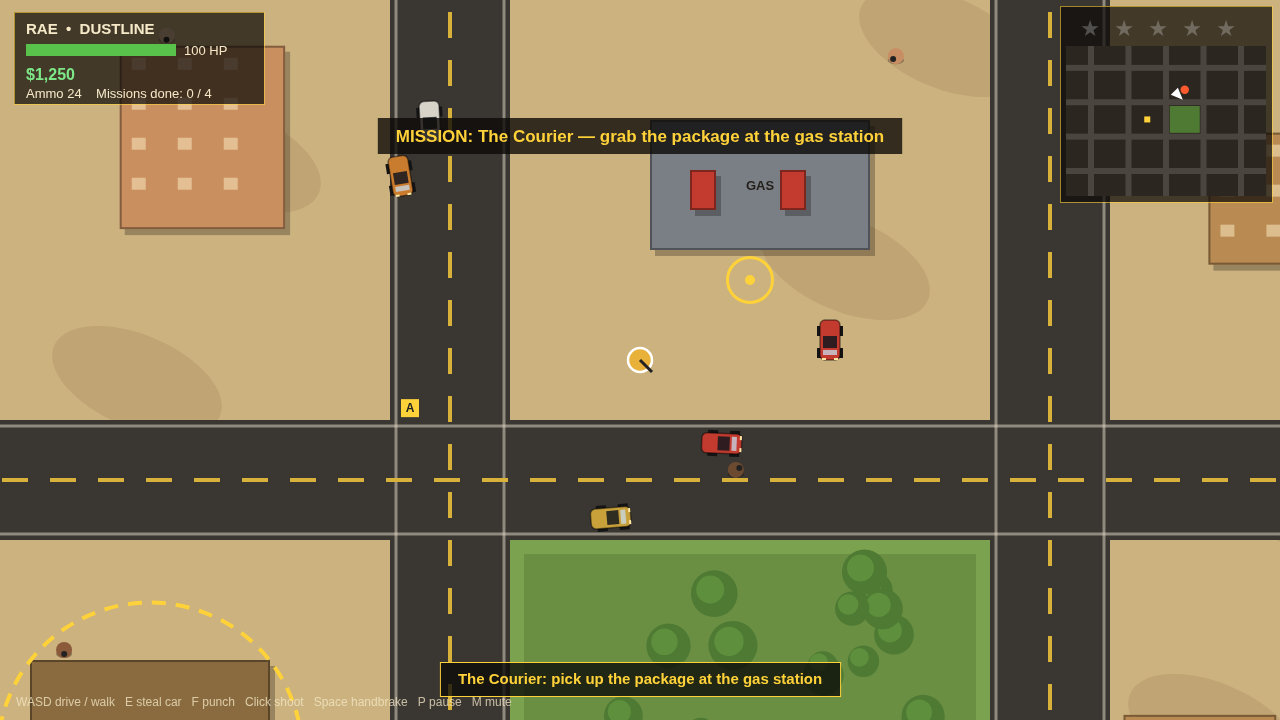 RAE • DUSTLINE
100 HP
$1,250
Ammo 24 Missions done: 0 / 4
MISSION: The Courier — grab the package at the gas station
GAS
A
The Courier: pick up the package at the gas station
WASD drive / walk E steal car F punch Click shoot Space handbrake P pause M mute